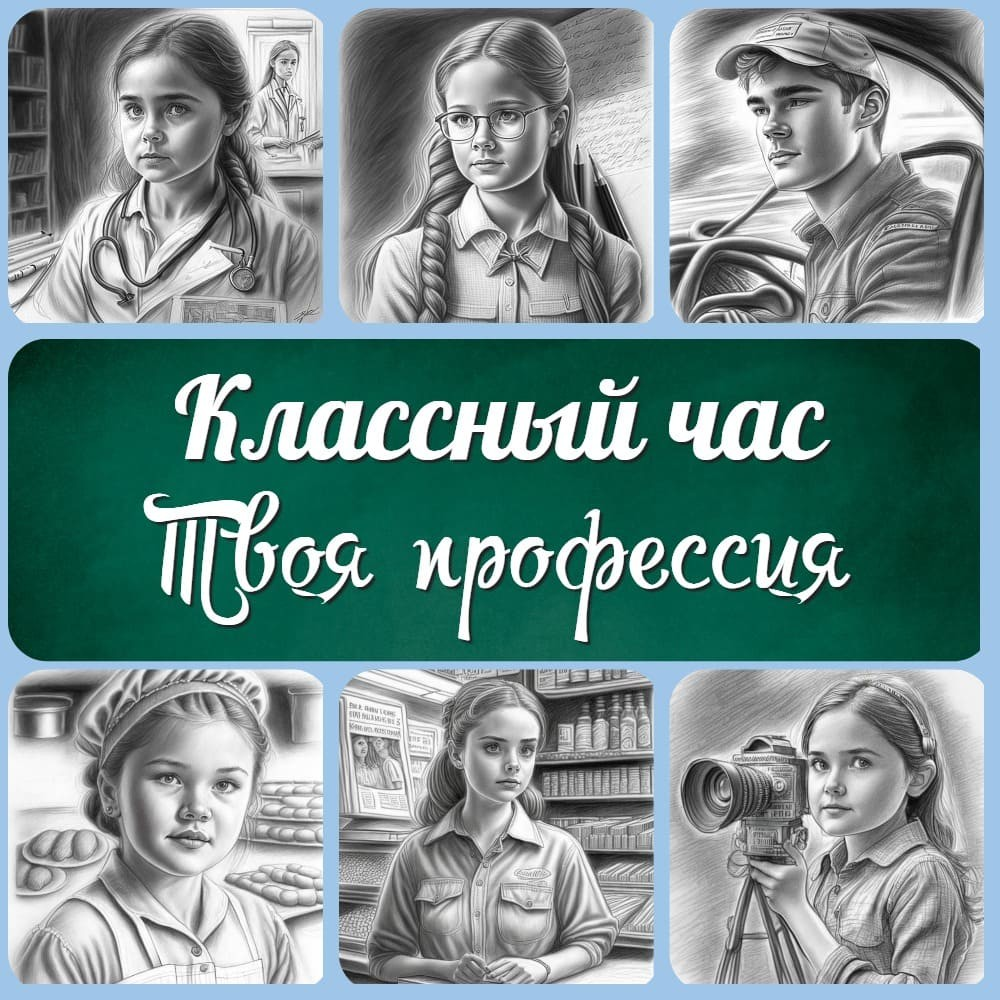 Классный час
Твоя профессия